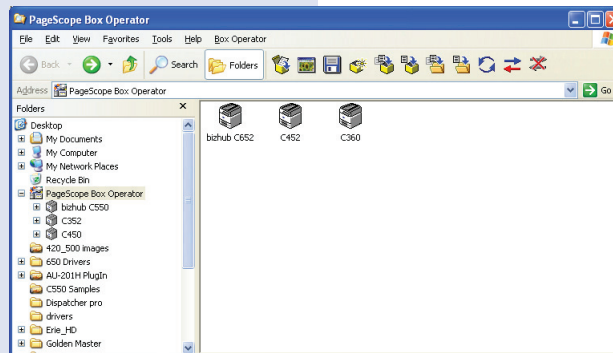 PageScope Box Operator
File Edit View Favorites Tools Help Box Operator
Back Search Folders
Address PageScope Box Operator Go
Folders
Desktop
My Documents
My Computer
My Network Places
Recycle Bin
PageScope Box Operator
bizhub C550
C352
C450
420_500 images
650 Drivers
AU-201H PlugIn
C550 Samples
Dispatcher pro
drivers
Erie_HD
Golden Master
bizhub C652 C452 C360